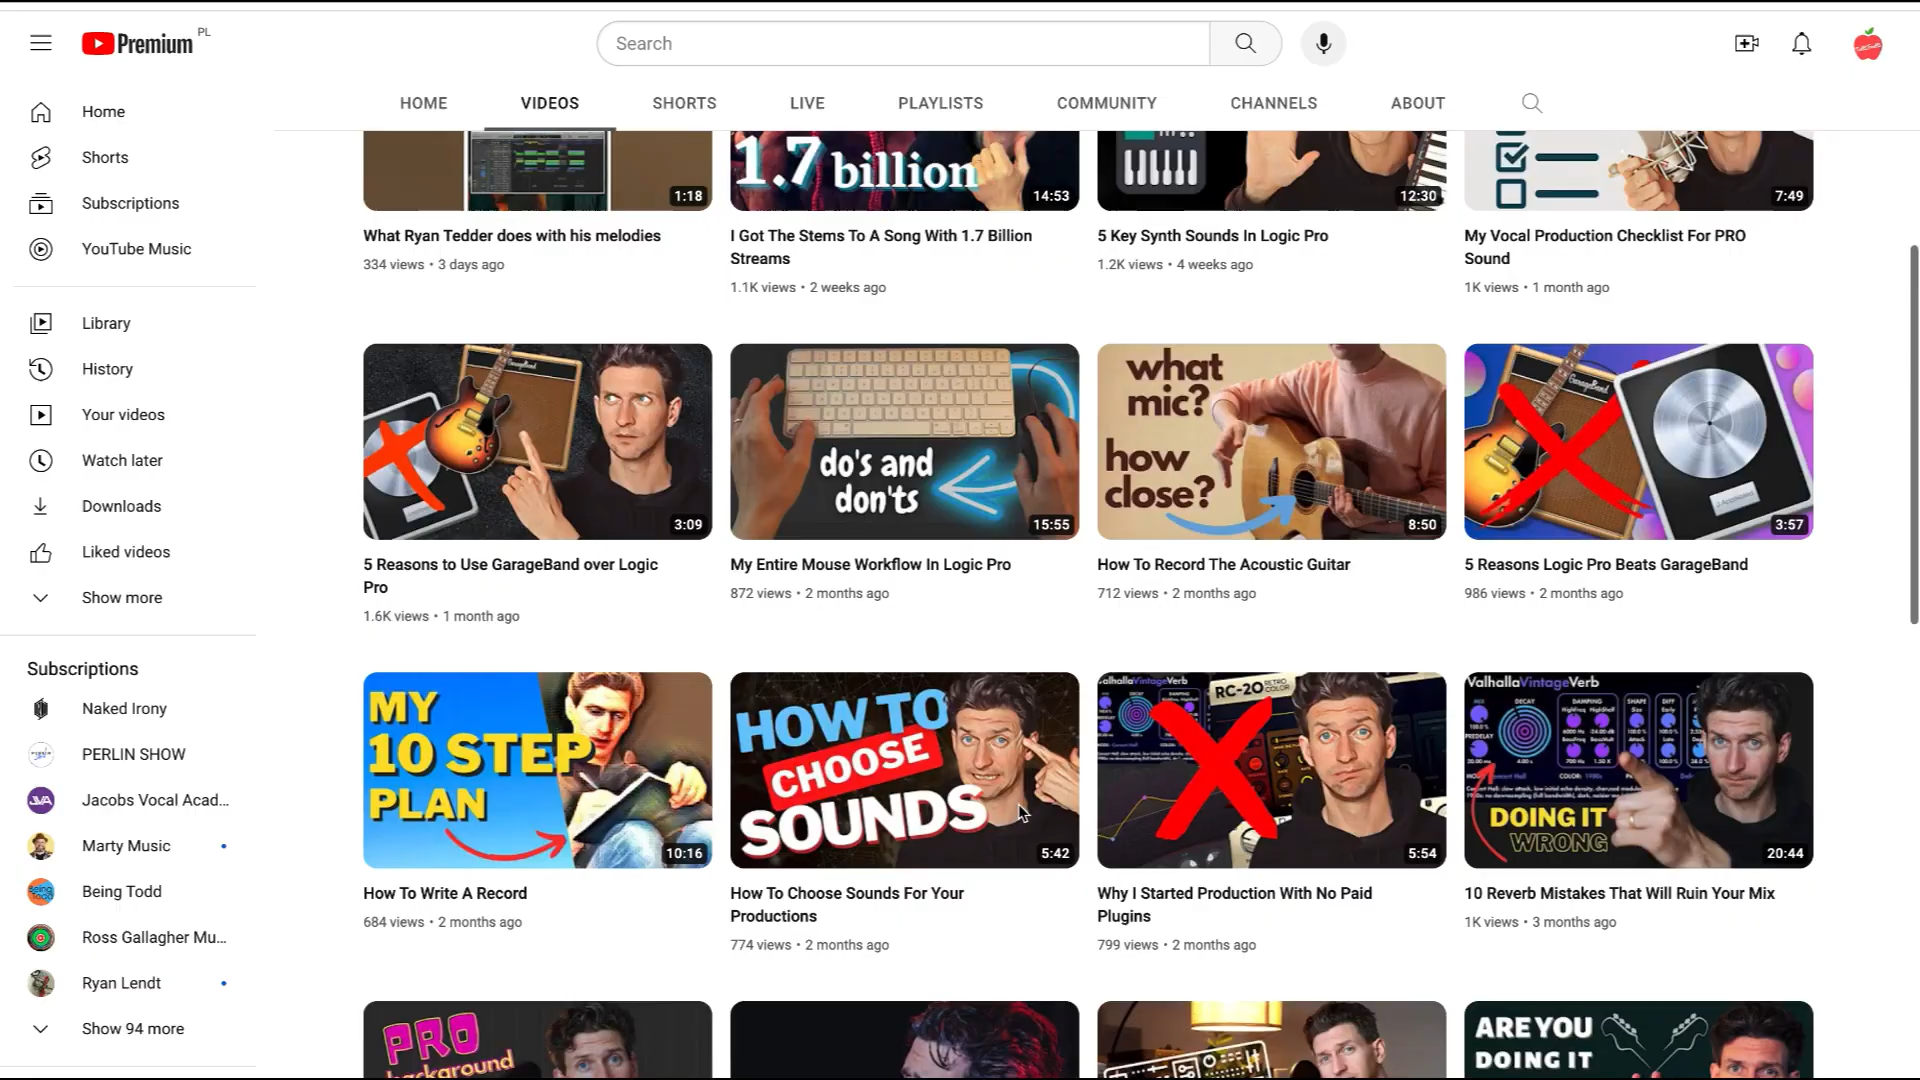 Premium PL
Search
HOME
VIDEOS
SHORTS
LIVE
PLAYLISTS
COMMUNITY
CHANNELS
ABOUT
Home
Shorts
Subscriptions
YouTube Music
Library
History
Your videos
Watch later
Downloads
Liked videos
Show more
Subscriptions
Naked Irony
PERLIN SHOW
Jacobs Vocal Acad...
Marty Music
Being Todd
Ross Gallagher Mu...
Ryan Lendt
Show 94 more
1:18
What Ryan Tedder does with his melodies
334 views • 3 days ago
1.7 billion
14:53
I Got The Stems To A Song With 1.7 Billion
Streams
1.1K views • 2 weeks ago
12:30
5 Key Synth Sounds In Logic Pro
1.2K views • 4 weeks ago
7:49
My Vocal Production Checklist For PRO
Sound
1K views • 1 month ago
GarageBand
3:09
5 Reasons to Use GarageBand over Logic
Pro
1.6K views • 1 month ago
do's and
don'ts
15:55
My Entire Mouse Workflow In Logic Pro
872 views • 2 months ago
what
mic?
how
close?
8:50
How To Record The Acoustic Guitar
712 views • 2 months ago
GarageBand
3:57
5 Reasons Logic Pro Beats GarageBand
986 views • 2 months ago
MY
10 STEP
PLAN
10:16
How To Write A Record
684 views • 2 months ago
HOW TO
CHOOSE
SOUNDS
5:42
How To Choose Sounds For Your
Productions
774 views • 2 months ago
alhallaVintageVerb
RC-20 RETRO
COLOR
5:54
Why I Started Production With No Paid
Plugins
799 views • 2 months ago
ValhallaVintageVerb
MIX
DECAY
DAMPING
SHAPE
DIFF
PREDELAY
DOING IT
WRONG
20:44
10 Reverb Mistakes That Will Ruin Your Mix
1K views • 3 months ago
PRO
background
ARE YOU
DOING IT